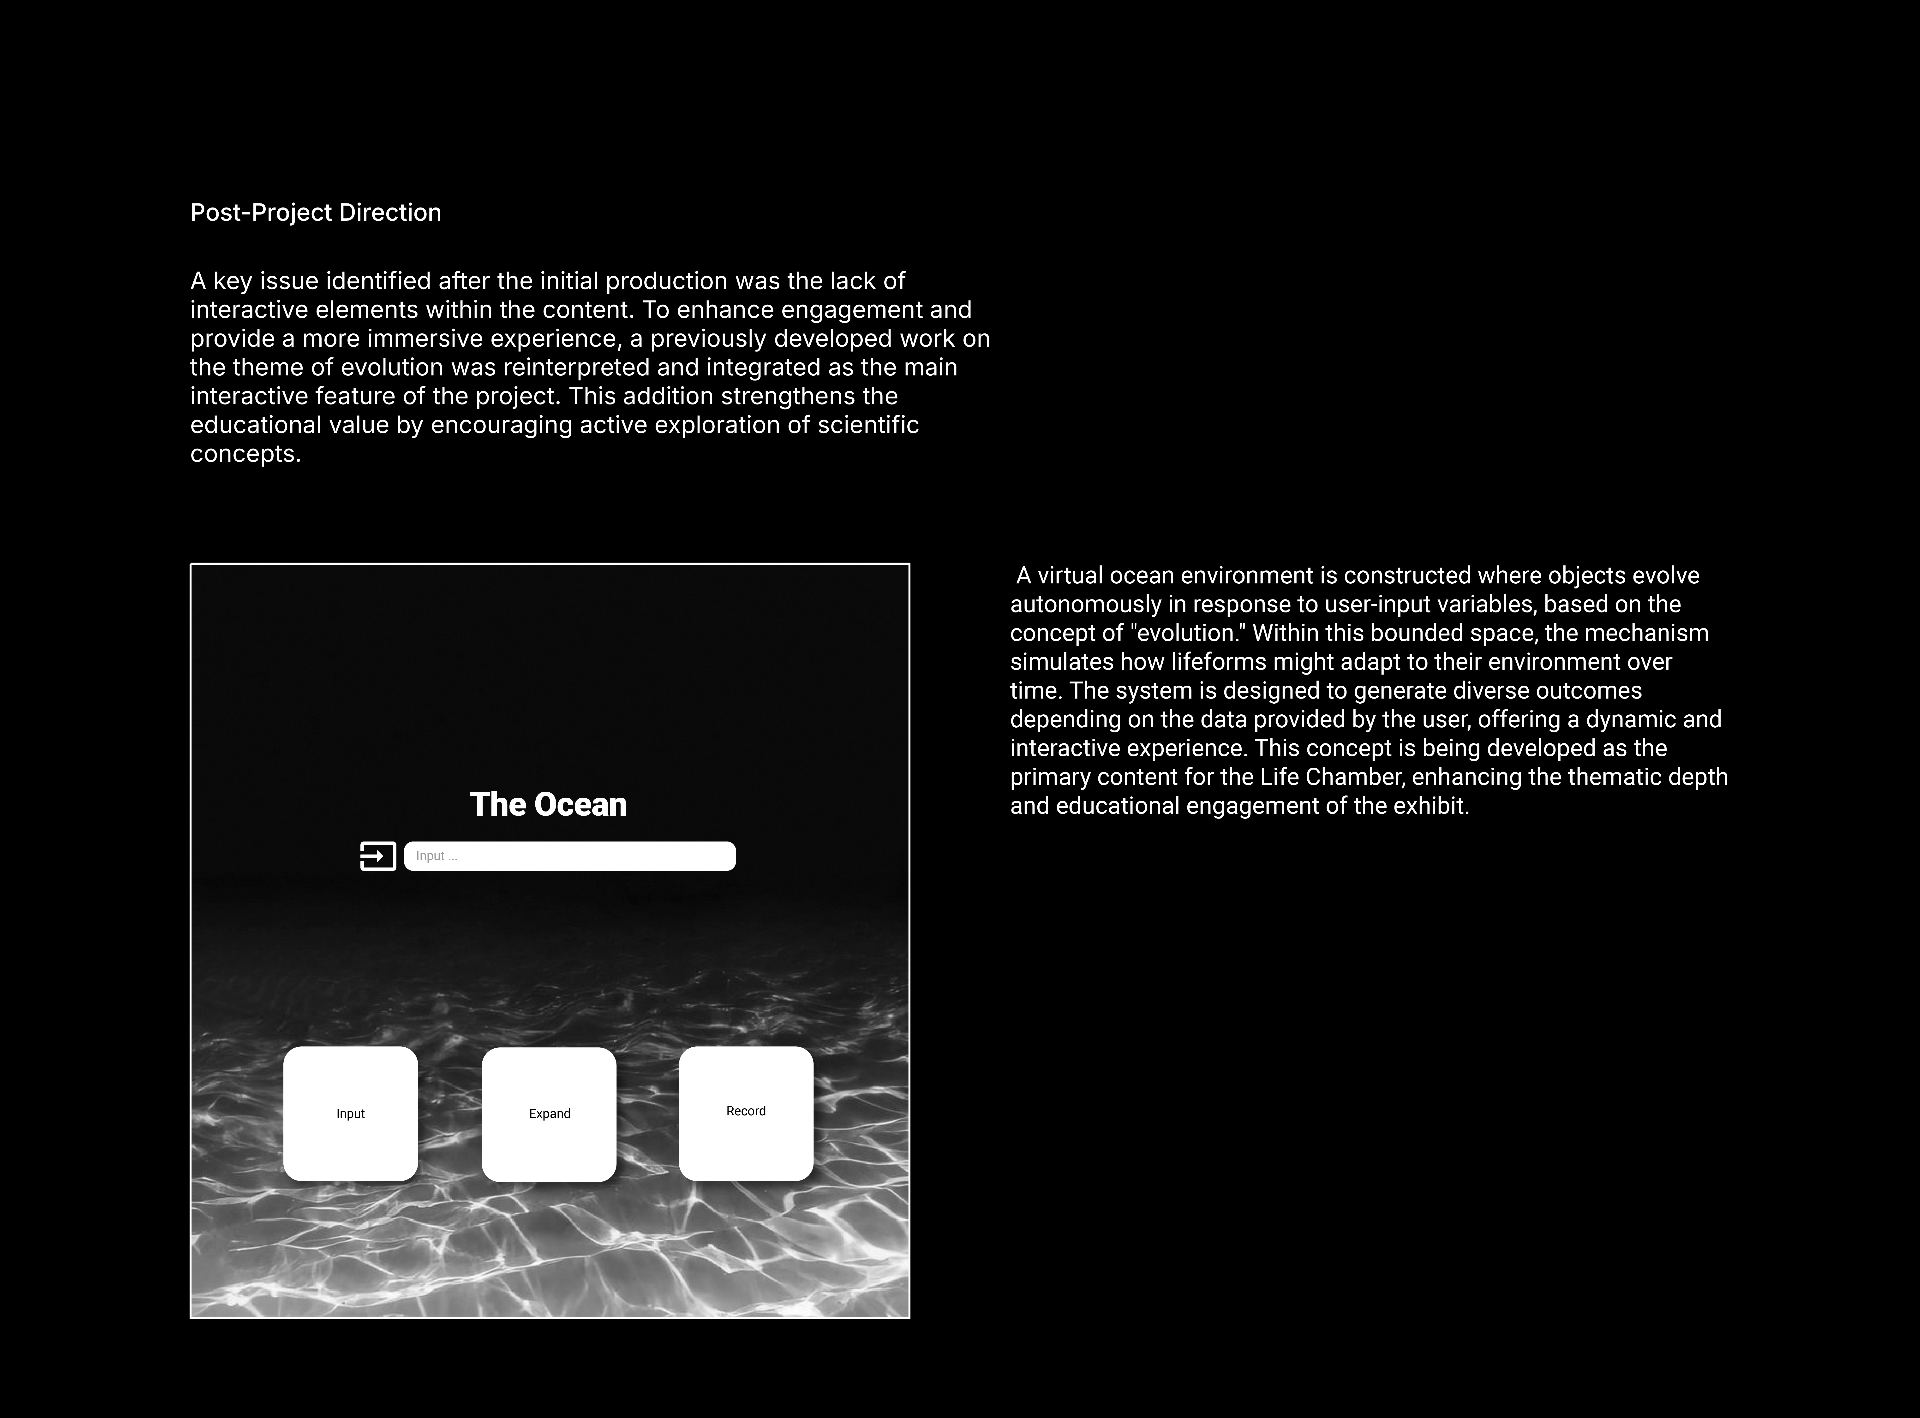 Post-Project Direction
A key issue identified after the initial production was the lack of
interactive elements within the content. To enhance engagement and
provide a more immersive experience, a previously developed work on
the theme of evolution was reinterpreted and integrated as the main
interactive feature of the project. This addition strengthens the
educational value by encouraging active exploration of scientific
concepts.
A virtual ocean environment is constructed where objects evolve
autonomously in response to user-input variables, based on the
concept of "evolution." Within this bounded space, the mechanism
simulates how lifeforms might adapt to their environment over
time. The system is designed to generate diverse outcomes
depending on the data provided by the user, offering a dynamic and
interactive experience. This concept is being developed as the
primary content for the Life Chamber, enhancing the thematic depth
and educational engagement of the exhibit.
The Ocean
Input ...
Input
Expand
Record